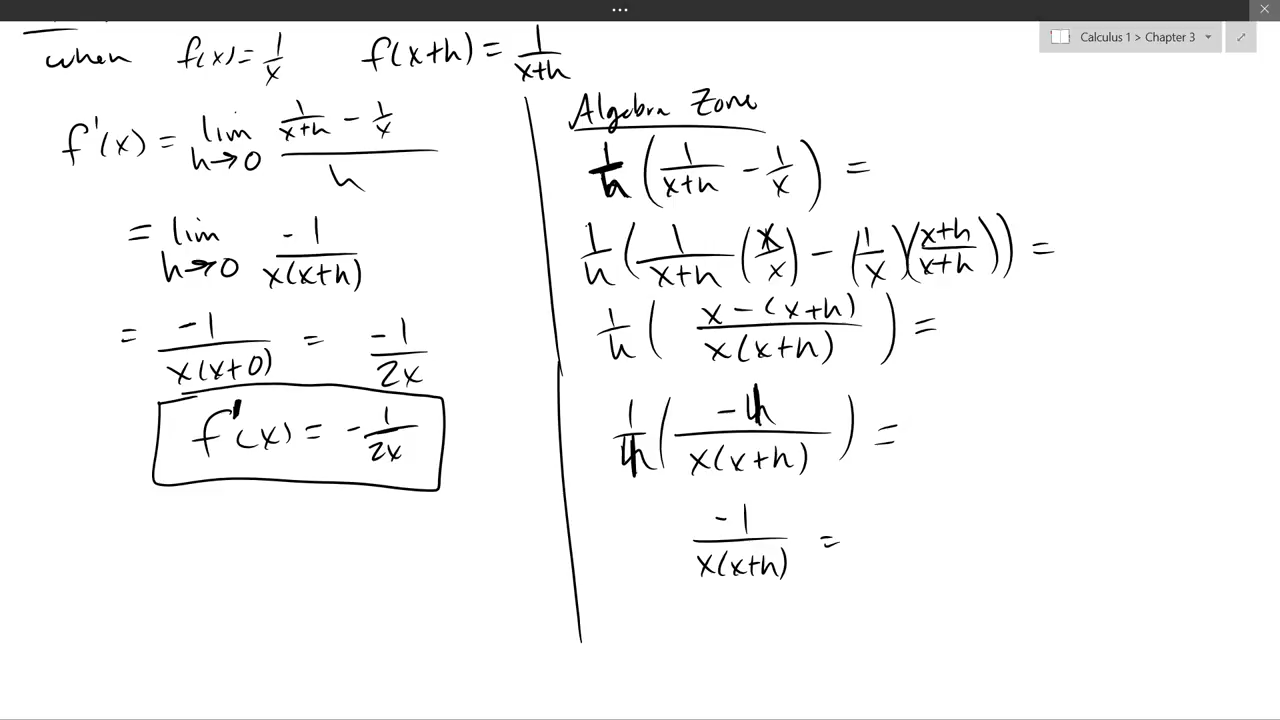 Calculus 1 > Chapter 3
when f(x) = 1/x f(x+h) = 1/(x+h)
f'(x) = lim h→0 (1/(x+h) - 1/x)/h
= lim h→0 -1/(x(x+h))
= -1/(x(x+0)) = -1/(2x)
f'(x) = -1/(2x)
Algebra Zone
1/h (1/(x+h) - 1/x) =
1/h (1/(x+h) (x/x) - (1/x)((x+h)/(x+h))) =
1/h ((x-(x+h))/(x(x+h))) =
1/h (-h/(x(x+h))) =
-1/(x(x+h)) =